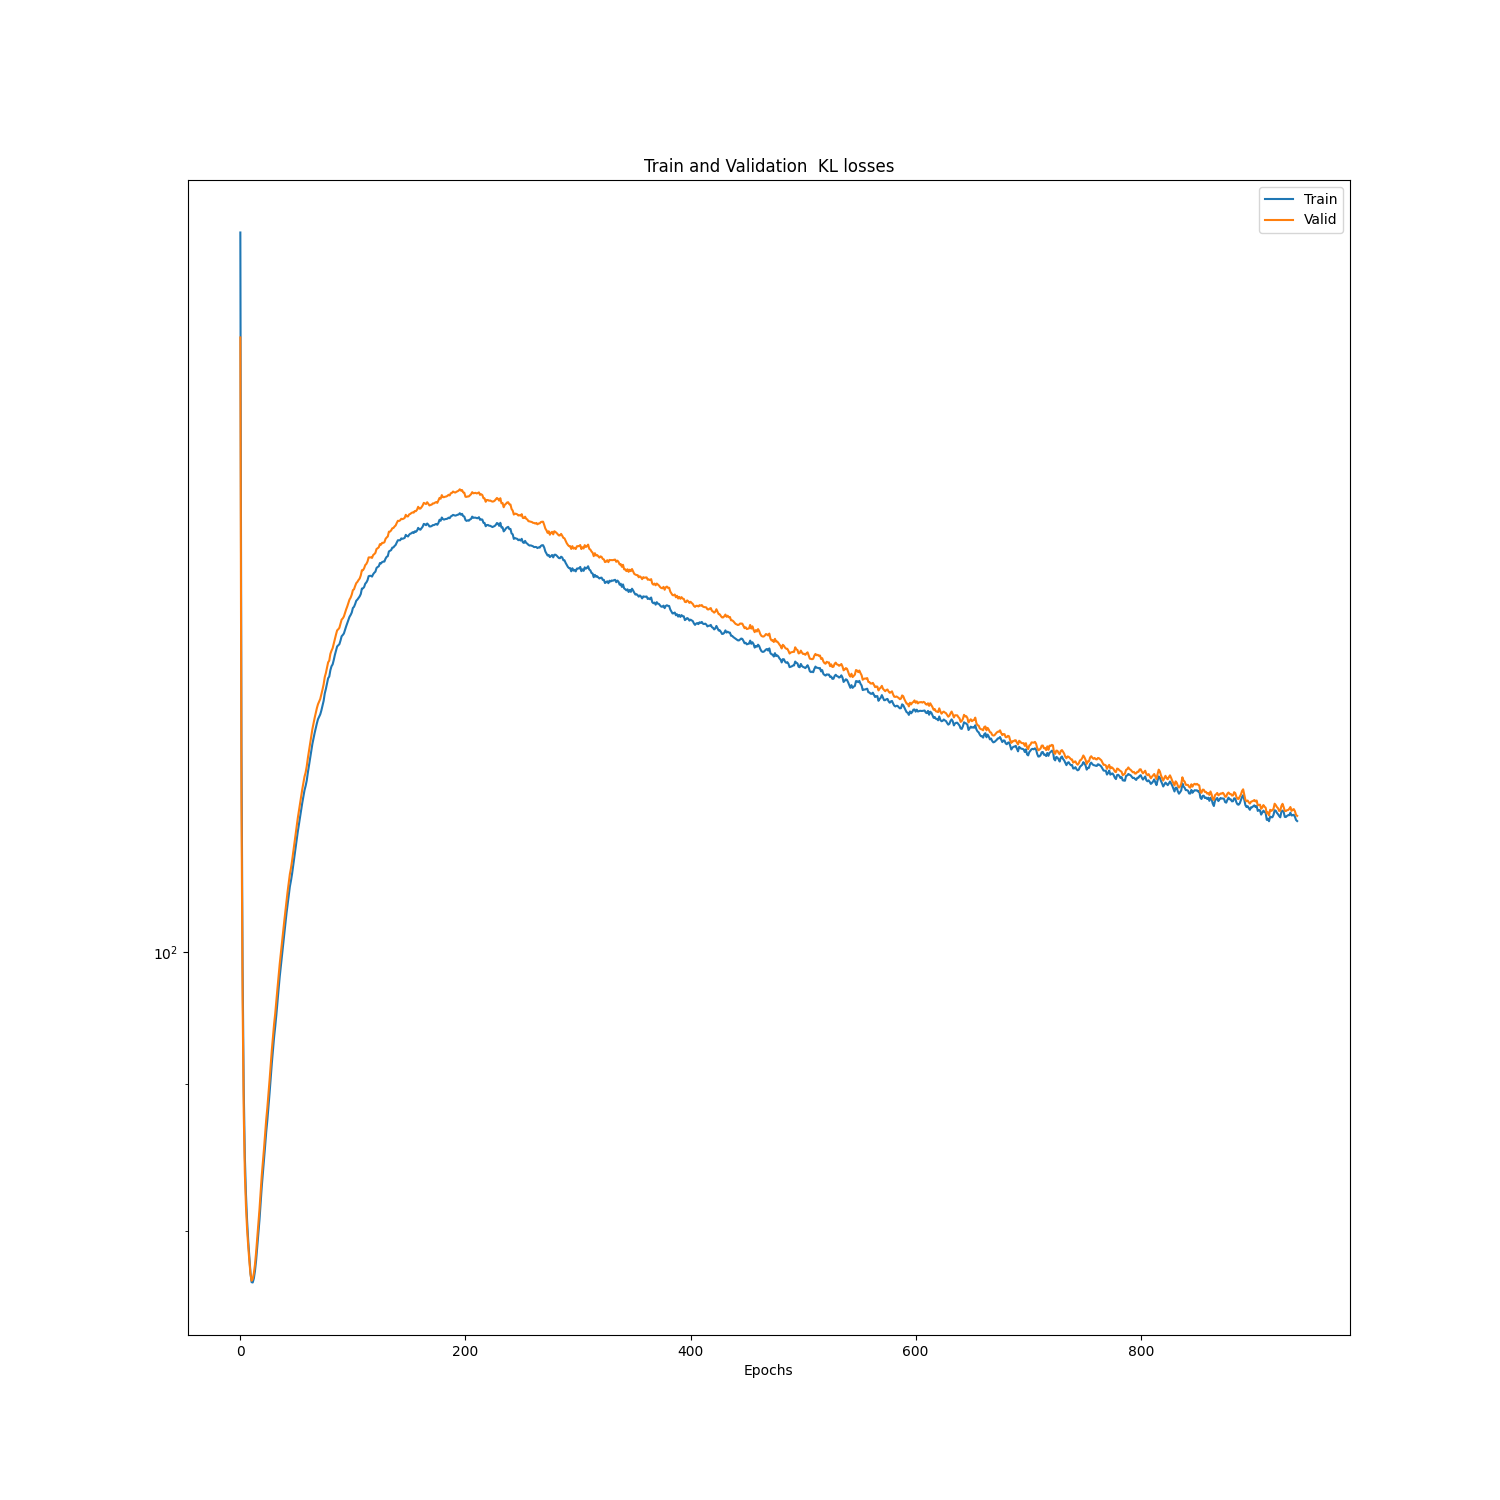 Train and Validation  KL losses
Train
Valid
10²
0 200 400 600 800
Epochs